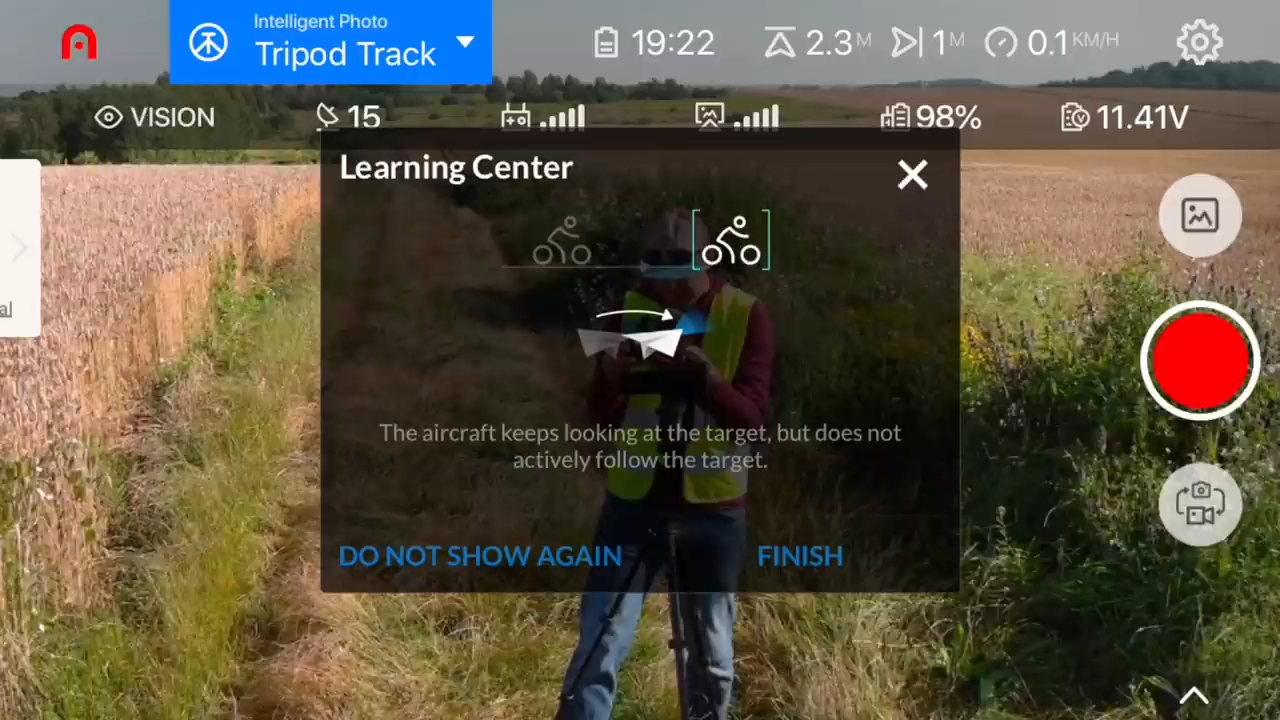 Intelligent Photo
Tripod Track
19:22
2.3M
1M
0.1KM/H
VISION
15
98%
11.41V
Learning Center
al
The aircraft keeps looking at the target, but does not
actively follow the target.
DO NOT SHOW AGAIN
FINISH